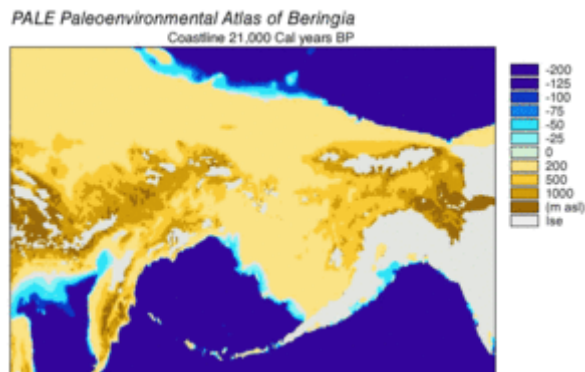 PALE Paleoenvironmental Atlas of Beringia
Coastline 21,000 Cal years BP
-200
-125
-100
-75
-50
-25
0
200
500
1000
(m asl)
Ise